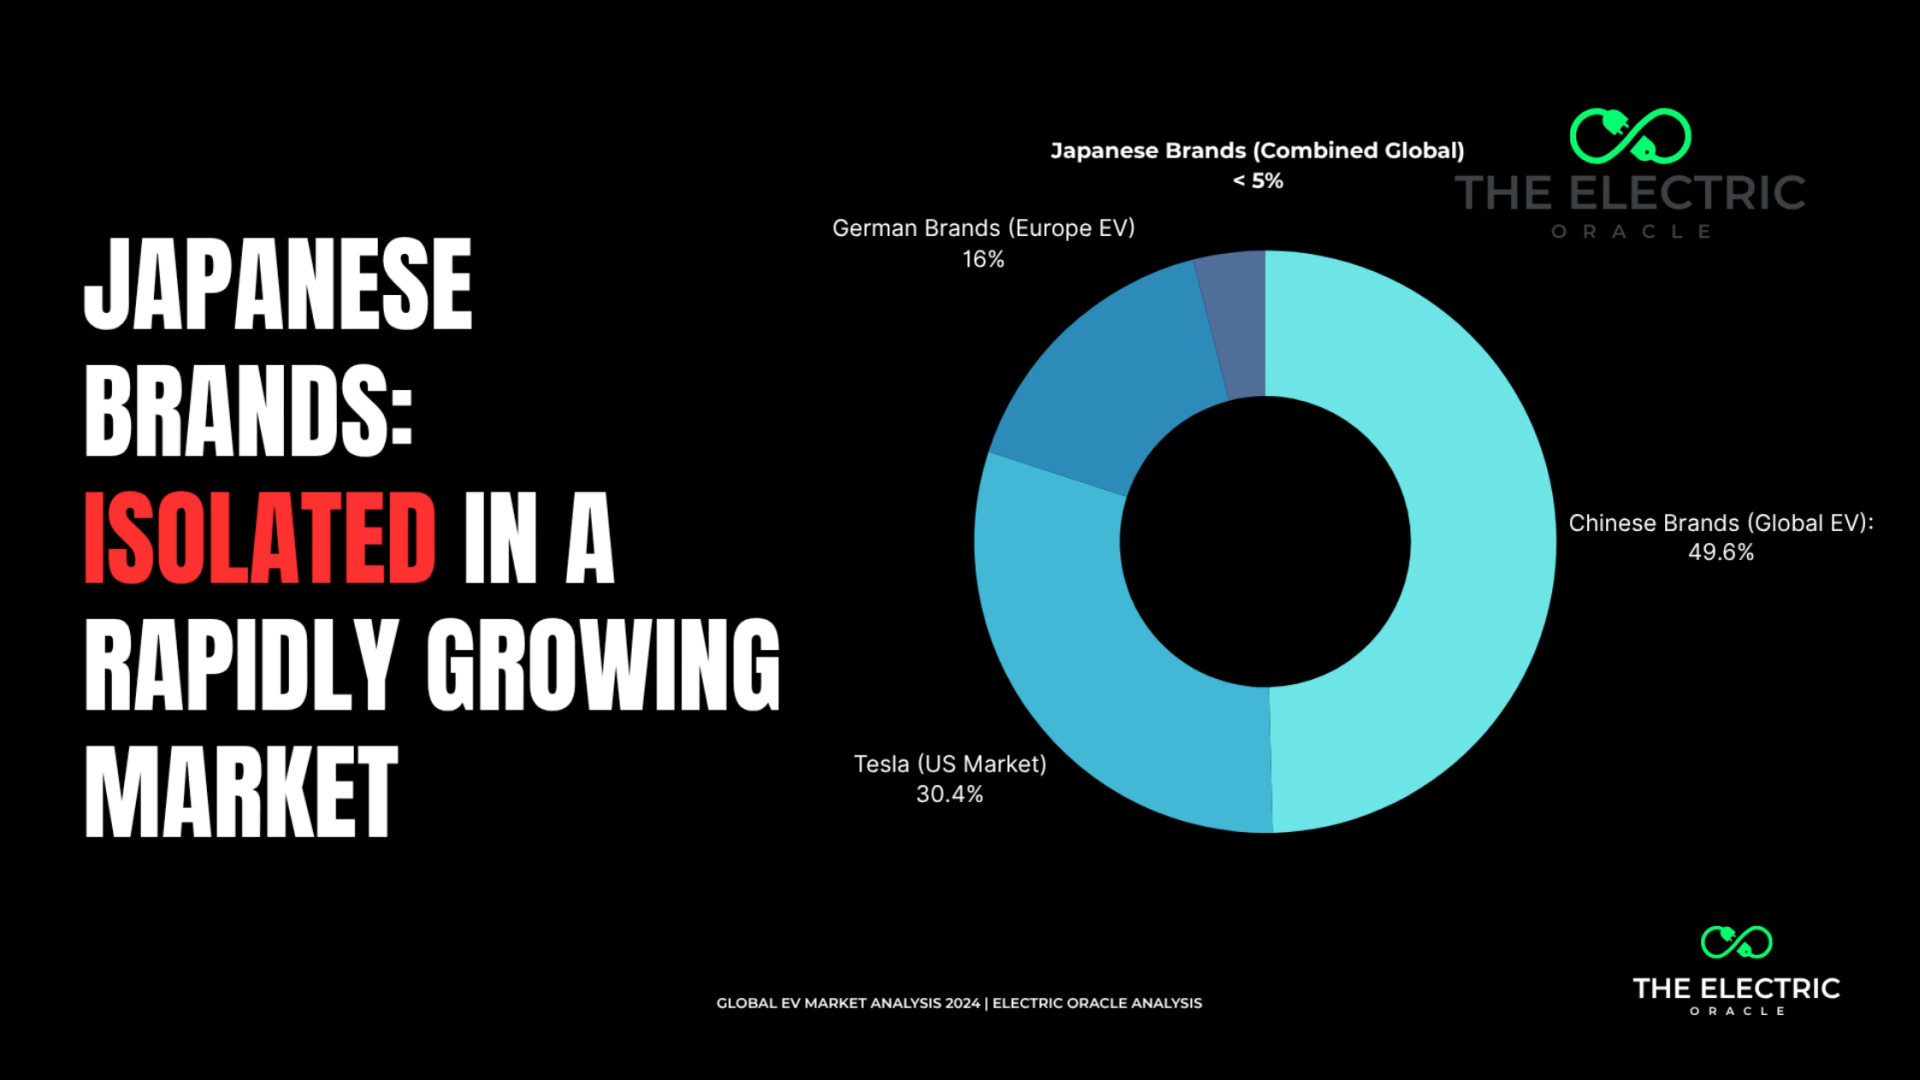 JAPANESE
BRANDS:
ISOLATED IN A
RAPIDLY GROWING
MARKET
Japanese Brands (Combined Global)
< 5%
German Brands (Europe EV)
16%
Chinese Brands (Global EV):
49.6%
Tesla (US Market)
30.4%
THE ELECTRIC
ORACLE
GLOBAL EV MARKET ANALYSIS 2024 | ELECTRIC ORACLE ANALYSIS
THE ELECTRIC
ORACLE